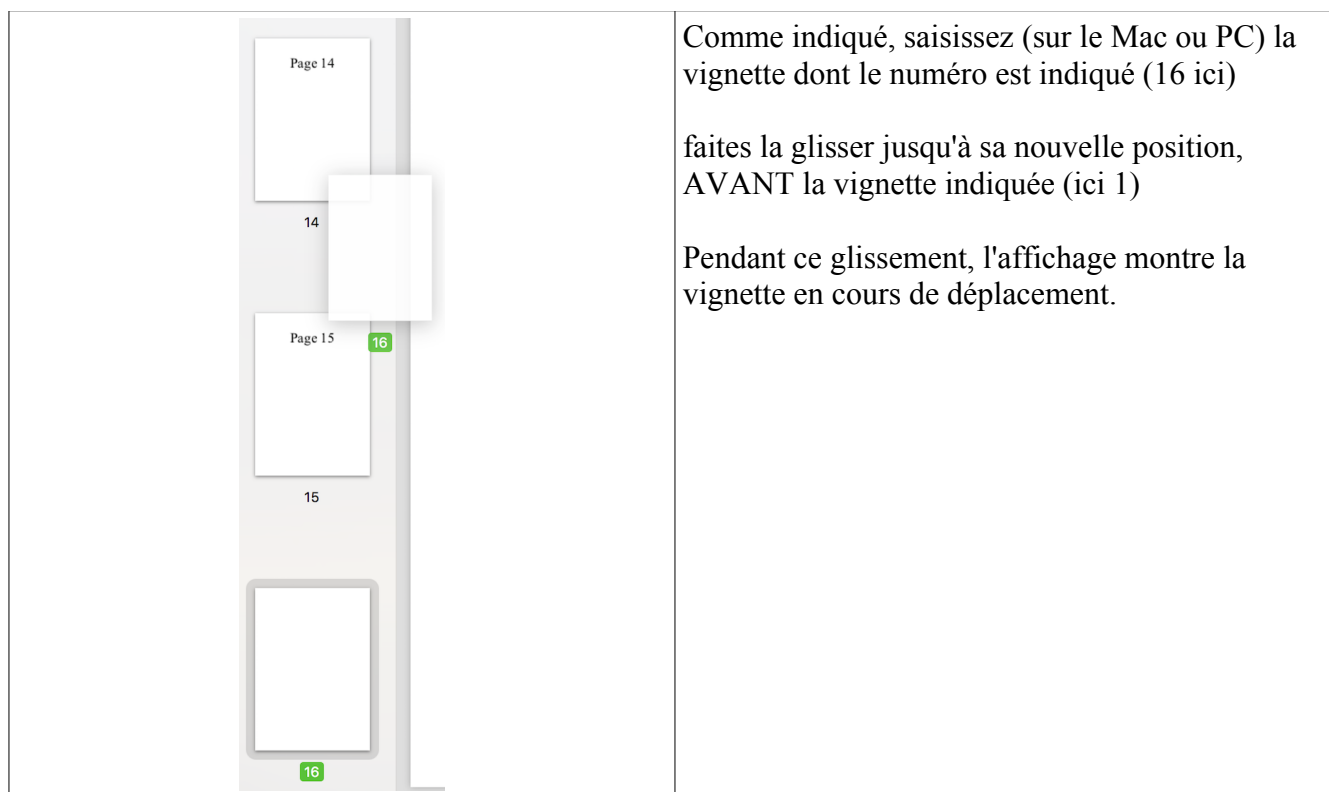 Page 14
14
Page 15
16
15
16
Comme indiqué, saisissez (sur le Mac ou PC) la
vignette dont le numéro est indiqué (16 ici)
faites la glisser jusqu'à sa nouvelle position,
AVANT la vignette indiquée (ici 1)
Pendant ce glissement, l'affichage montre la
vignette en cours de déplacement.